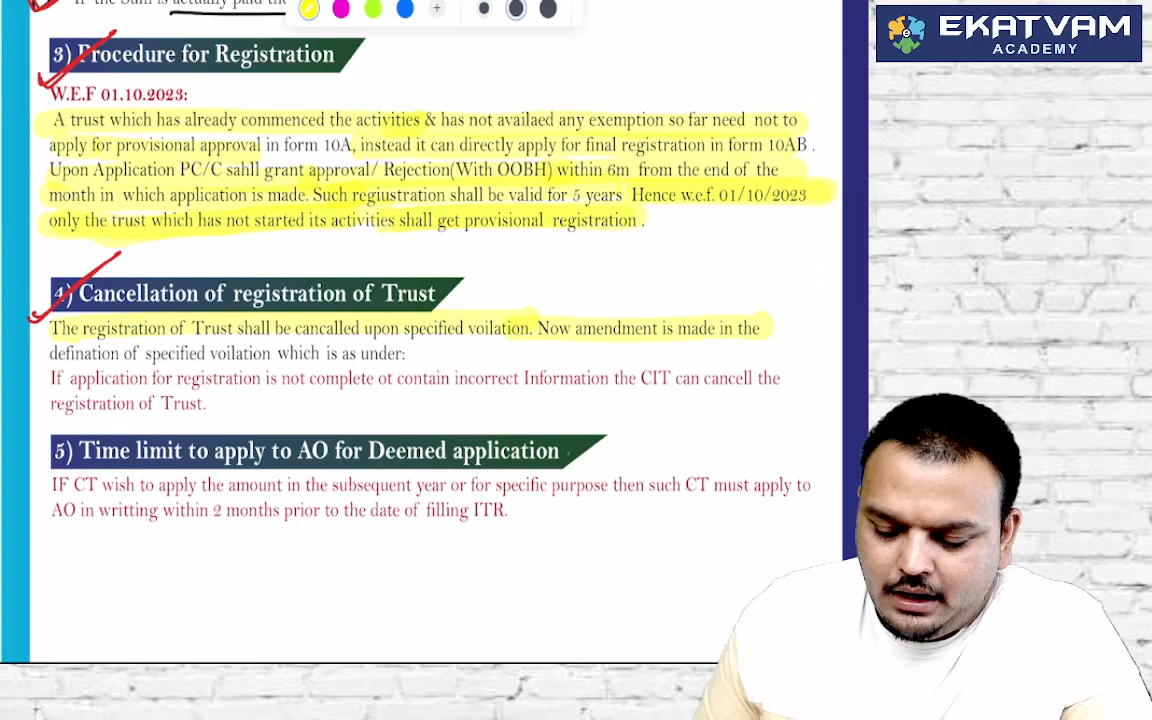 If the Sum is actually paid the
3) Procedure for Registration
W.E.F 01.10.2023:
A trust which has already commenced the activities & has not availaed any exemption so far need not to
apply for provisional approval in form 10A, instead it can directly apply for final registration in form 10AB .
Upon Application PC/C sahll grant approval/ Rejection(With OOBH) within 6m from the end of the
month in which application is made. Such regiustration shall be valid for 5 years Hence w.e.f. 01/10/2023
only the trust which has not started its activities shall get provisional registration .
4) Cancellation of registration of Trust
The registration of Trust shall be cancalled upon specified voilation. Now amendment is made in the
defination of specified voilation which is as under:
If application for registration is not complete ot contain incorrect Information the CIT can cancell the
registration of Trust.
5) Time limit to apply to AO for Deemed application
IF CT wish to apply the amount in the subsequent year or for specific purpose then such CT must apply to
AO in writting within 2 months prior to the date of filling ITR.
EKATVAM
ACADEMY